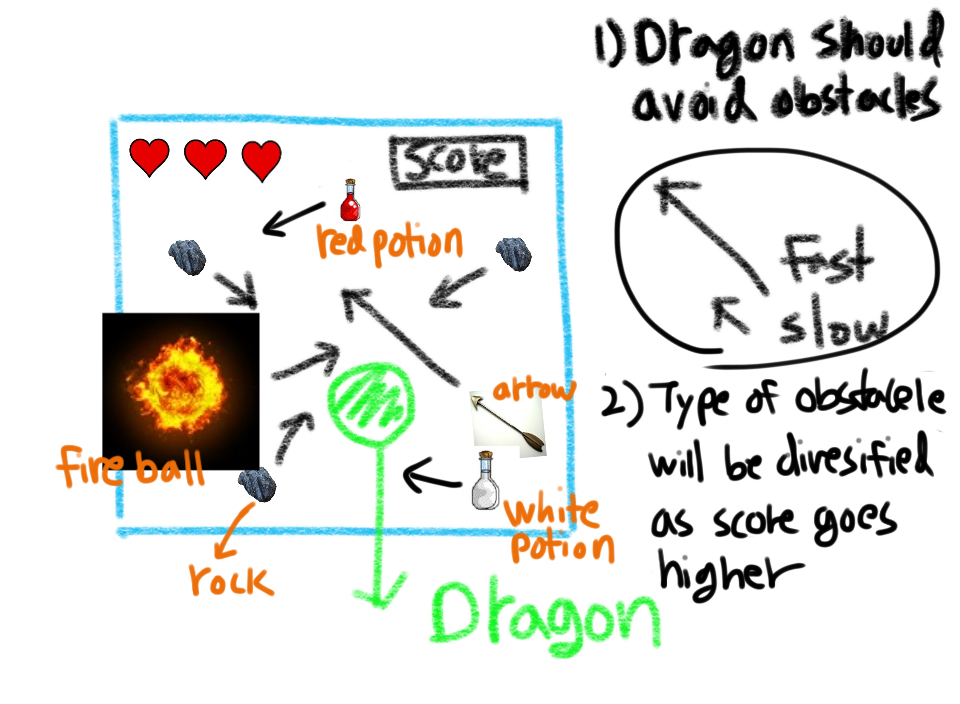 1) Dragon should
avoid obstacles
Score
red potion
Fast
slow
arrow
2) Type of obstacele
will be divesified
as score goes
higher
fire ball
white
potion
rock
Dragon